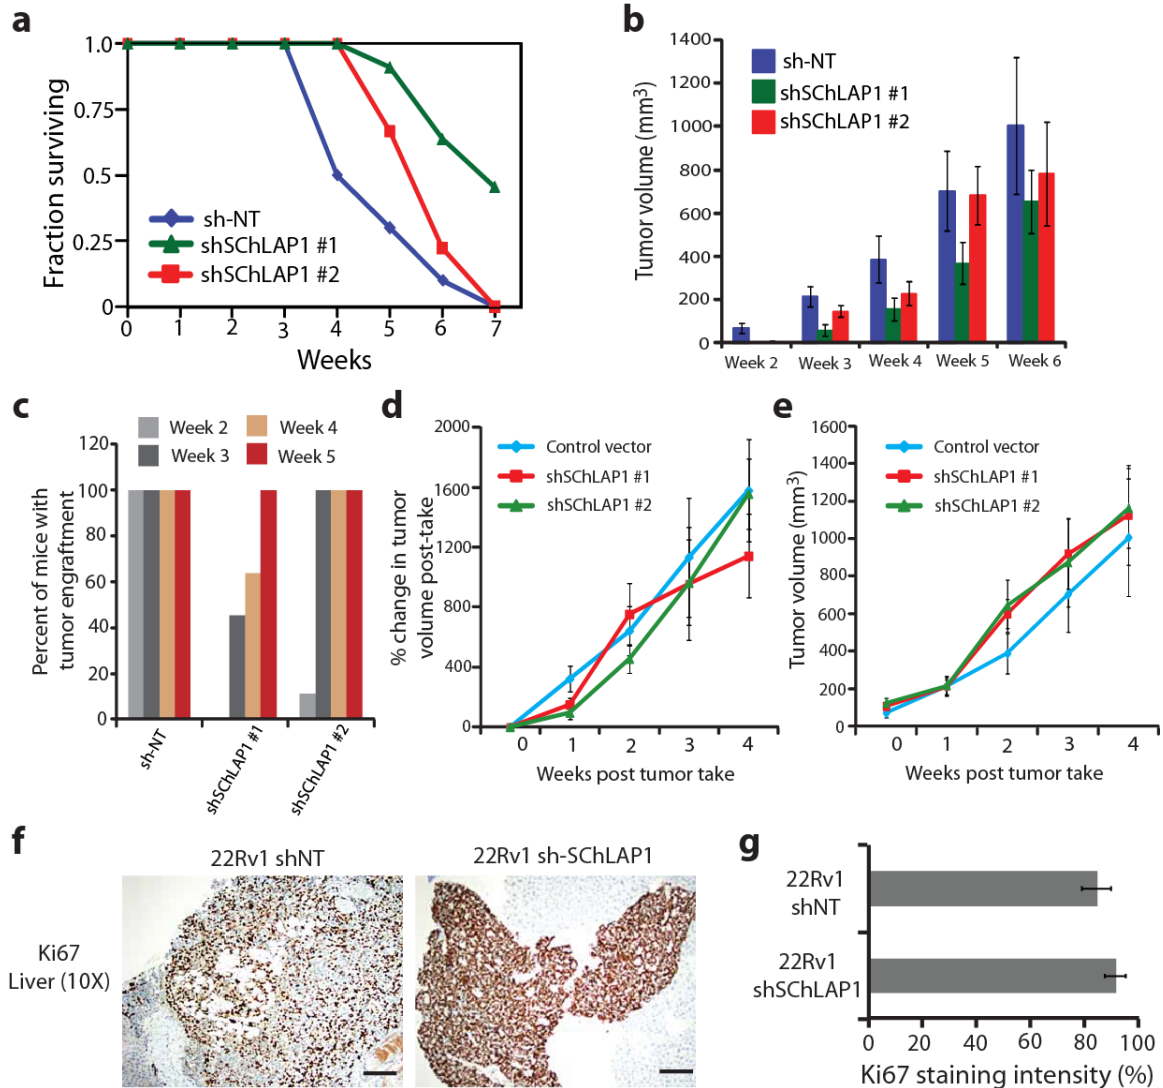 a
Fraction surviving
1.0
0.75
0.5
0.25
0
sh-NT
shSChLAP1 #1
shSChLAP1 #2
0 1 2 3 4 5 6 7
Weeks
b
Tumor volume (mm³)
1400
1200
1000
800
600
400
200
0
sh-NT
shSChLAP1 #1
shSChLAP1 #2
Week 2 Week 3 Week 4 Week 5 Week 6
c
Week 2 Week 4
Week 3 Week 5
Percent of mice with
tumor engraftment
120
100
80
60
40
20
0
sh-NT
shSChLAP1 #1
shSChLAP1 #2
d
% change in tumor
volume post-take
2000
1600
1200
800
400
0
Control vector
shSChLAP1 #1
shSChLAP1 #2
0 1 2 3 4
Weeks post tumor take
e
Tumor volume (mm³)
1600
1400
1200
1000
800
600
400
200
0
Control vector
shSChLAP1 #1
shSChLAP1 #2
0 1 2 3 4
Weeks post tumor take
f
22Rv1 shNT
22Rv1 sh-SChLAP1
Ki67
Liver (10X)
g
22Rv1
shNT
22Rv1
shSChLAP1
0 20 40 60 80 100
Ki67 staining intensity (%)